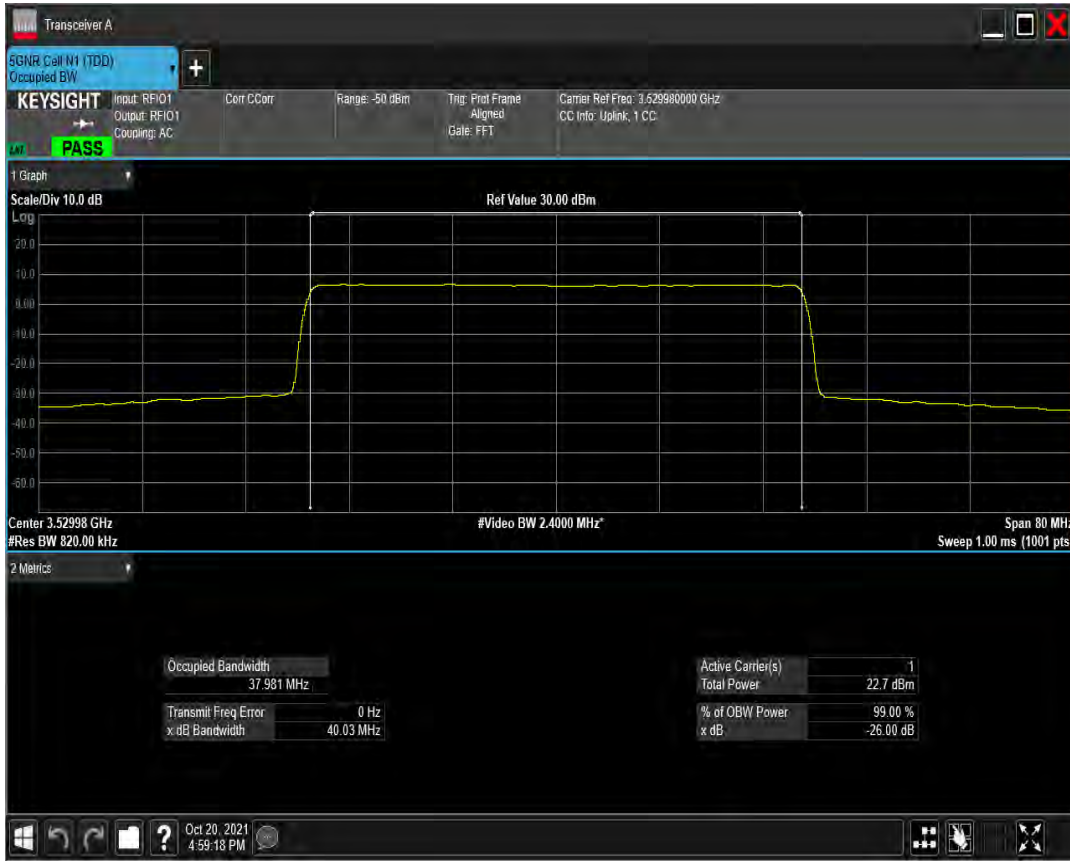 Transceiver A
5GNR Cell N1 (TDD)
Occupied BW
+
KEYSIGHT
Input: RFIO1
Output: RFIO1
Coupling: AC
Corr CCorr
Range: -50 dBm
Trig: Prot Frame
Aligned
Gate: FFT
Carrier Ref Freq: 3.529980000 GHz
CC Info: Uplink, 1 CC
PASS
1 Graph
Scale/Div 10.0 dB
Ref Value 30.00 dBm
Log
20.0
10.0
0.00
-10.0
-20.0
-30.0
-40.0
-50.0
-60.0
Center 3.52998 GHz
#Video BW 2.4000 MHz*
Span 80 MHz
#Res BW 820.00 kHz
Sweep 1.00 ms (1001 pts
2 Metrics
Occupied Bandwidth
37.981 MHz
Transmit Freq Error 0 Hz
x dB Bandwidth 40.03 MHz
Active Carrier(s) 1
Total Power 22.7 dBm
% of OBW Power 99.00 %
x dB -26.00 dB
?
Oct 20, 2021
4:59:18 PM